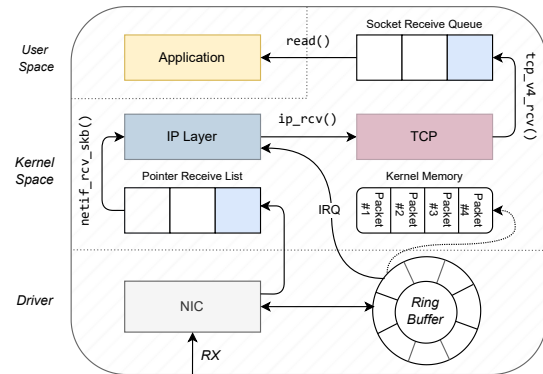 Socket Receive Queue
User
Space
Application
read()
tcp_v4_rcv()
netif_rcv_skb()
IP Layer
ip_rcv()
TCP
Kernel
Space
Pointer Receive List
Kernel Memory
IRQ
Packet
#1
Packet
#2
Packet
#3
Packet
#4
Driver
NIC
Ring
Buffer
RX